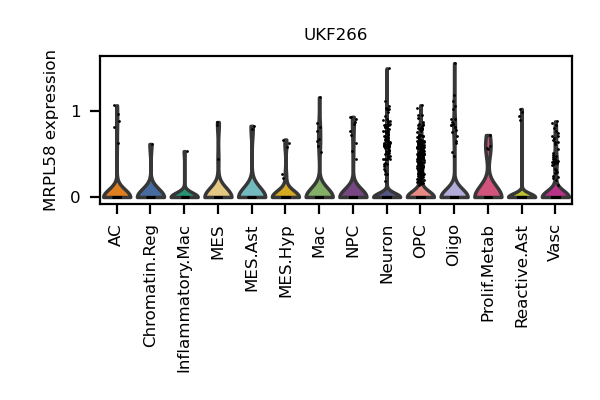 UKF266
MRPL58 expression
1
0
AC
Chromatin.Reg
Inflammatory.Mac
MES
MES.Ast
MES.Hyp
Mac
NPC
Neuron
OPC
Oligo
Prolif.Metab
Reactive.Ast
Vasc